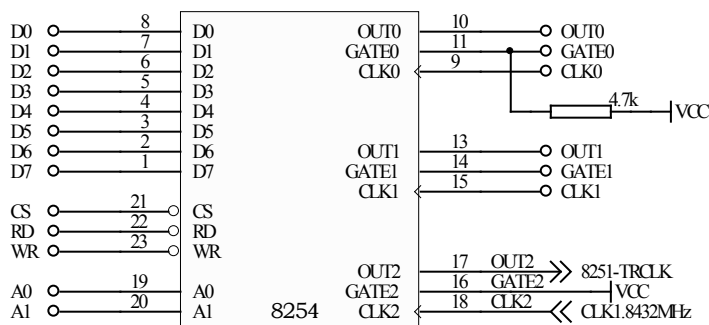 D0 8 D0 OUT0 10 OUT0
D1 7 D1 GATE0 11 GATE0
D2 6 D2 CLK0 9 CLK0
D3 5 D3
D4 4 D4 4.7k VCC
D5 3 D5
D6 2 D6 OUT1 13 OUT1
D7 1 D7 GATE1 14 GATE1
CLK1 15 CLK1
CS 21 CS
RD 22 RD
WR 23 WR
OUT2 17 OUT2 8251-TRCLK
A0 19 A0 GATE2 16 GATE2 VCC
A1 20 A1 8254 CLK2 18 CLK2 CLK1.8432MHz